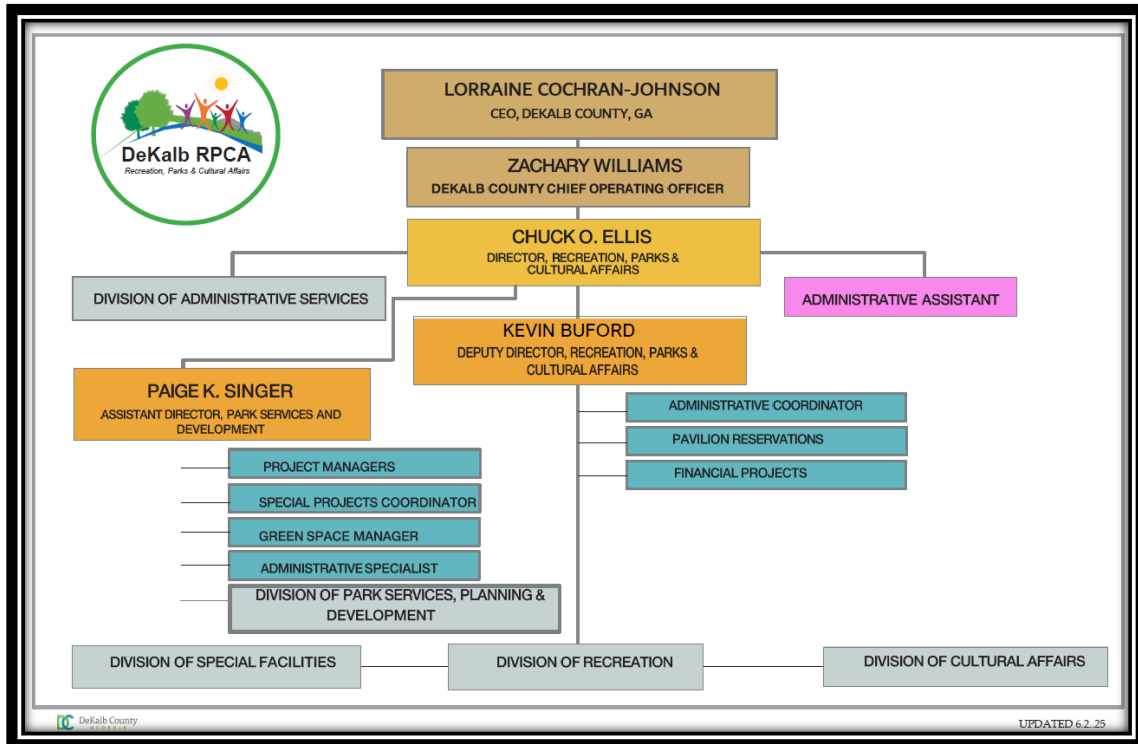 DeKalb RPCA
Recreation, Parks & Cultural Affairs
LORRAINE COCHRAN-JOHNSON
CEO, DEKALB COUNTY, GA
ZACHARY WILLIAMS
DEKALB COUNTY CHIEF OPERATING OFFICER
CHUCK O. ELLIS
DIRECTOR, RECREATION, PARKS &
CULTURAL AFFAIRS
DIVISION OF ADMINISTRATIVE SERVICES
ADMINISTRATIVE ASSISTANT
KEVIN BUFORD
DEPUTY DIRECTOR, RECREATION, PARKS &
CULTURAL AFFAIRS
PAIGE K. SINGER
ASSISTANT DIRECTOR, PARK SERVICES AND
DEVELOPMENT
ADMINISTRATIVE COORDINATOR
PAVILION RESERVATIONS
FINANCIAL PROJECTS
PROJECT MANAGERS
SPECIAL PROJECTS COORDINATOR
GREEN SPACE MANAGER
ADMINISTRATIVE SPECIALIST
DIVISION OF PARK SERVICES, PLANNING &
DEVELOPMENT
DIVISION OF SPECIAL FACILITIES
DIVISION OF RECREATION
DIVISION OF CULTURAL AFFAIRS
DC DeKalb County
GEORGIA
UPDATED 6.2..25